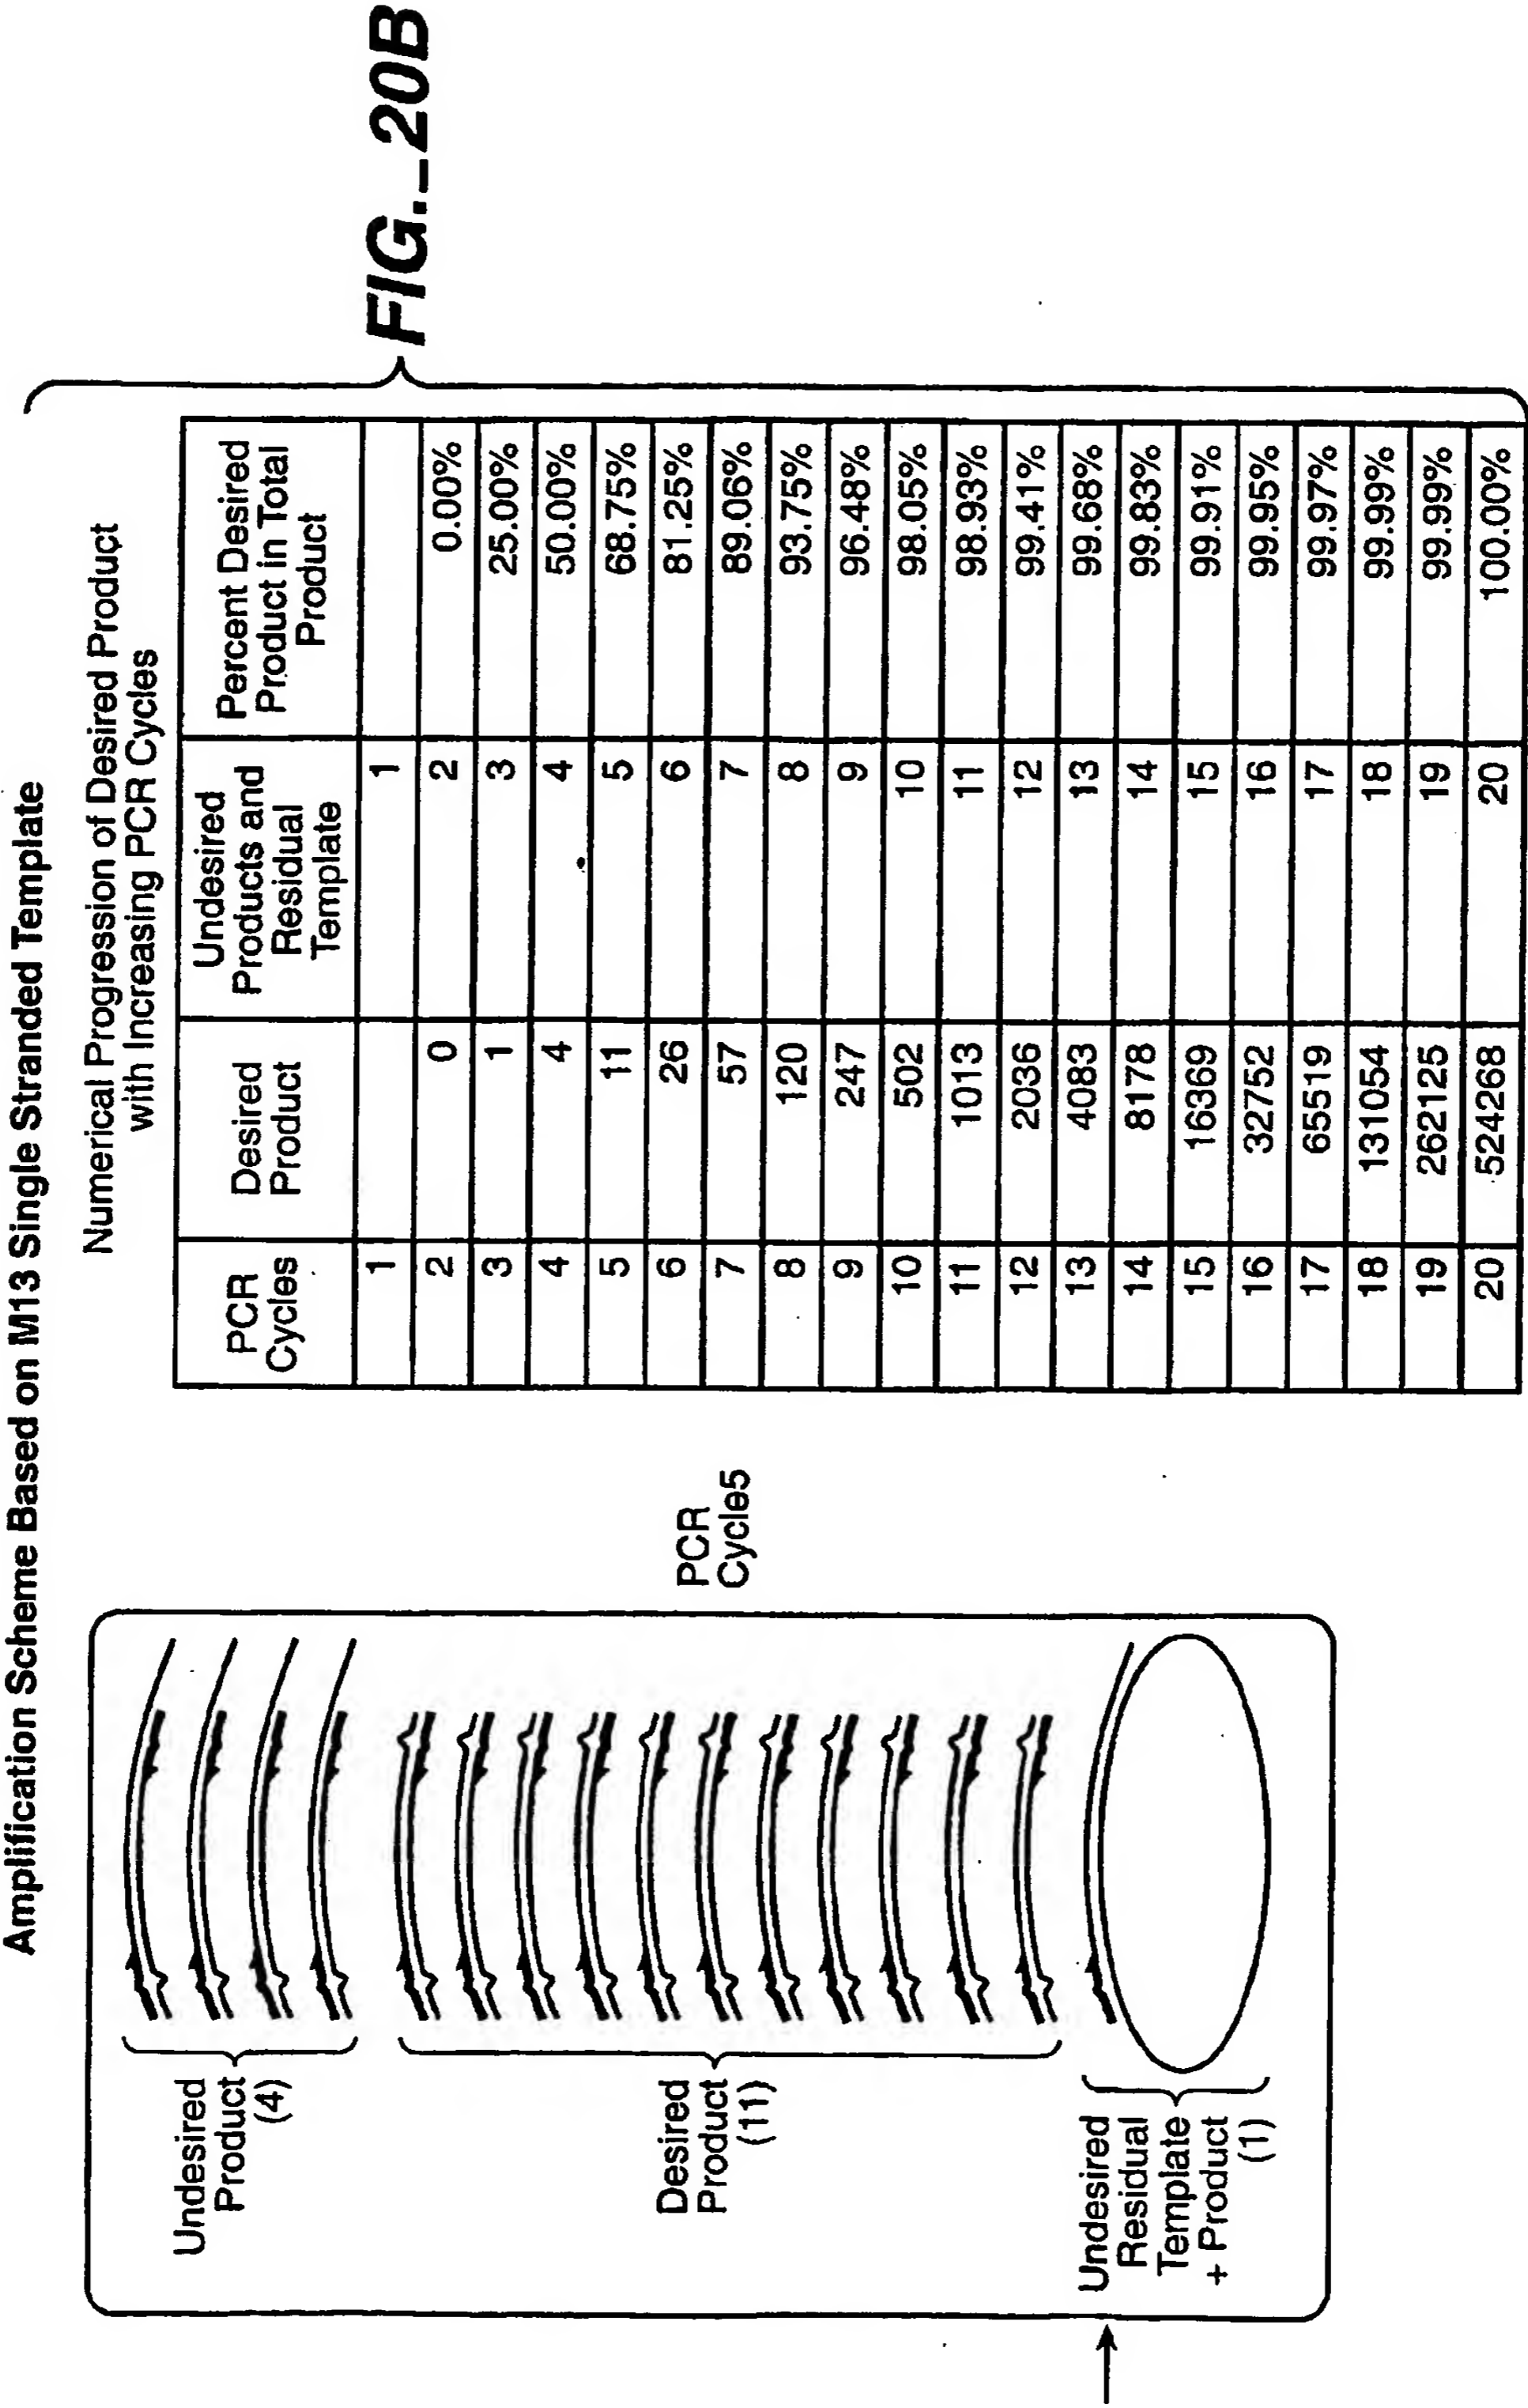 Amplification Scheme Based on M13 Single Stranded Template
Undesired
Product
(4)
Desired
Product
(11)
Undesired
Residual
Template
+ Product
(1)
PCR
Cycle5
Numerical Progression of Desired Product
with Increasing PCR Cycles
PCR Cycles Desired Product Undesired Products and Residual Template Percent Desired Product in Total Product
1 1
2 0 2 0.00%
3 1 3 25.00%
4 4 4 50.00%
5 11 5 68.75%
6 26 6 81.25%
7 57 7 89.06%
8 120 8 93.75%
9 247 9 96.48%
10 502 10 98.05%
11 1013 11 98.93%
12 2036 12 99.41%
13 4083 13 99.68%
14 8178 14 99.83%
15 16369 15 99.91%
16 32752 16 99.95%
17 65519 17 99.97%
18 131054 18 99.99%
19 262125 19 99.99%
20 524268 20 100.00%
FIG._20B